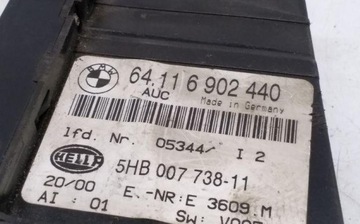 BMW
64.11 6 902 440
AUC Made in Germany
lfd. Nr. 05344/ I 2
HELLA 5HB 007 738-11
20/00 E.-NR: E 3609.M
AI : 01 SW: